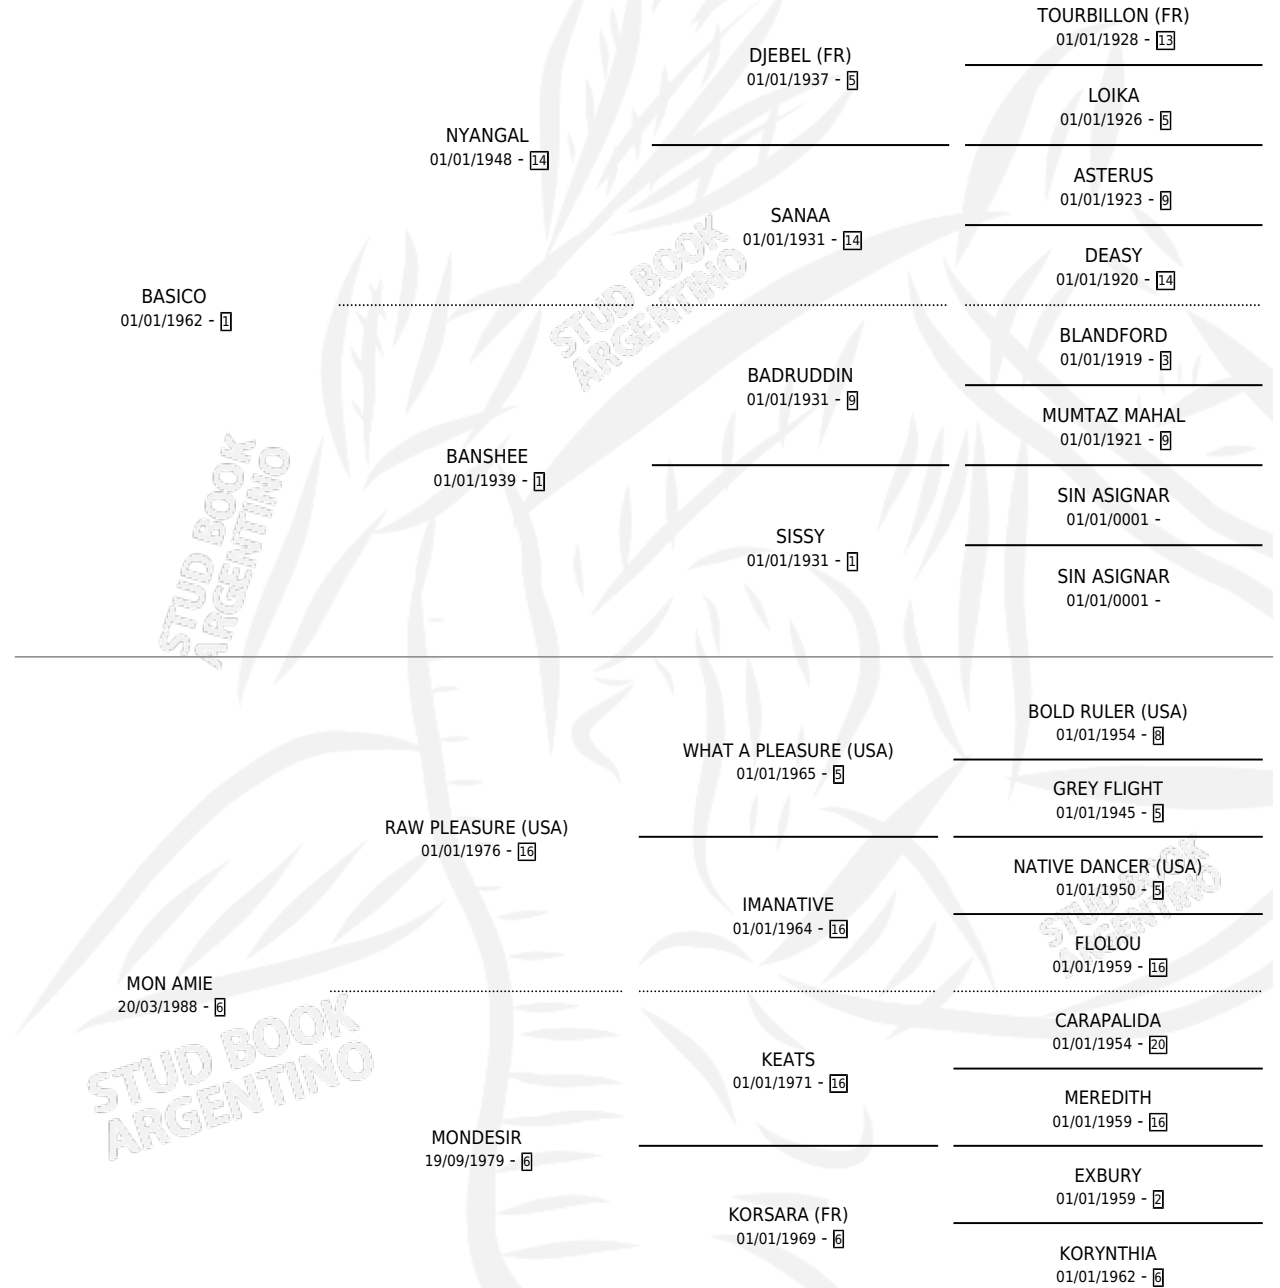 TOURBILLON (FR)
01/01/1928 - 13
DJEBEL (FR)
01/01/1937 - 5
LOIKA
01/01/1926 - 5
NYANGAL
01/01/1948 - 14
ASTERUS
01/01/1923 - 9
SANAA
01/01/1931 - 14
DEASY
01/01/1920 - 14
BASICO
01/01/1962 - 1
BLANDFORD
01/01/1919 - 3
BADRUDDIN
01/01/1931 - 9
MUMTAZ MAHAL
01/01/1921 - 9
BANSHEE
01/01/1939 - 1
SIN ASIGNAR
01/01/0001 -
SISSY
01/01/1931 - 1
SIN ASIGNAR
01/01/0001 -
BOLD RULER (USA)
01/01/1954 - 8
WHAT A PLEASURE (USA)
01/01/1965 - 5
GREY FLIGHT
01/01/1945 - 5
RAW PLEASURE (USA)
01/01/1976 - 16
NATIVE DANCER (USA)
01/01/1950 - 5
IMANATIVE
01/01/1964 - 16
FLOLOU
01/01/1959 - 16
MON AMIE
20/03/1988 - 6
CARAPALIDA
01/01/1954 - 20
KEATS
01/01/1971 - 16
MEREDITH
01/01/1959 - 16
MONDESIR
19/09/1979 - 6
EXBURY
01/01/1959 - 2
KORSARA (FR)
01/01/1969 - 6
KORYNTHIA
01/01/1962 - 6
STUD BOOK
ARGENTINO
STUD BOOK
ARGENTINO
STUD BOOK
ARGENTINO
STUD BOOK
ARGENTINO